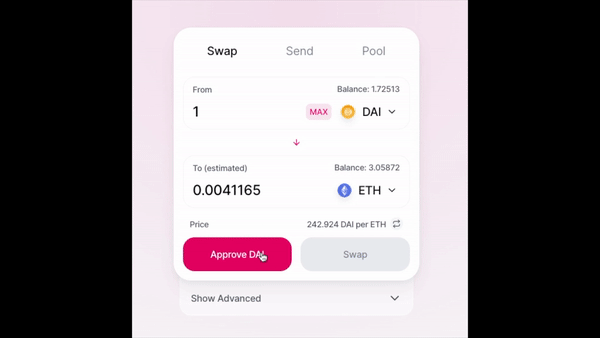 Swap Send Pool
From Balance: 1.72513
1 MAX DAI
To (estimated) Balance: 3.05872
0.0041165 ETH
Price 242.924 DAI per ETH
Approve DAI Swap
Show Advanced